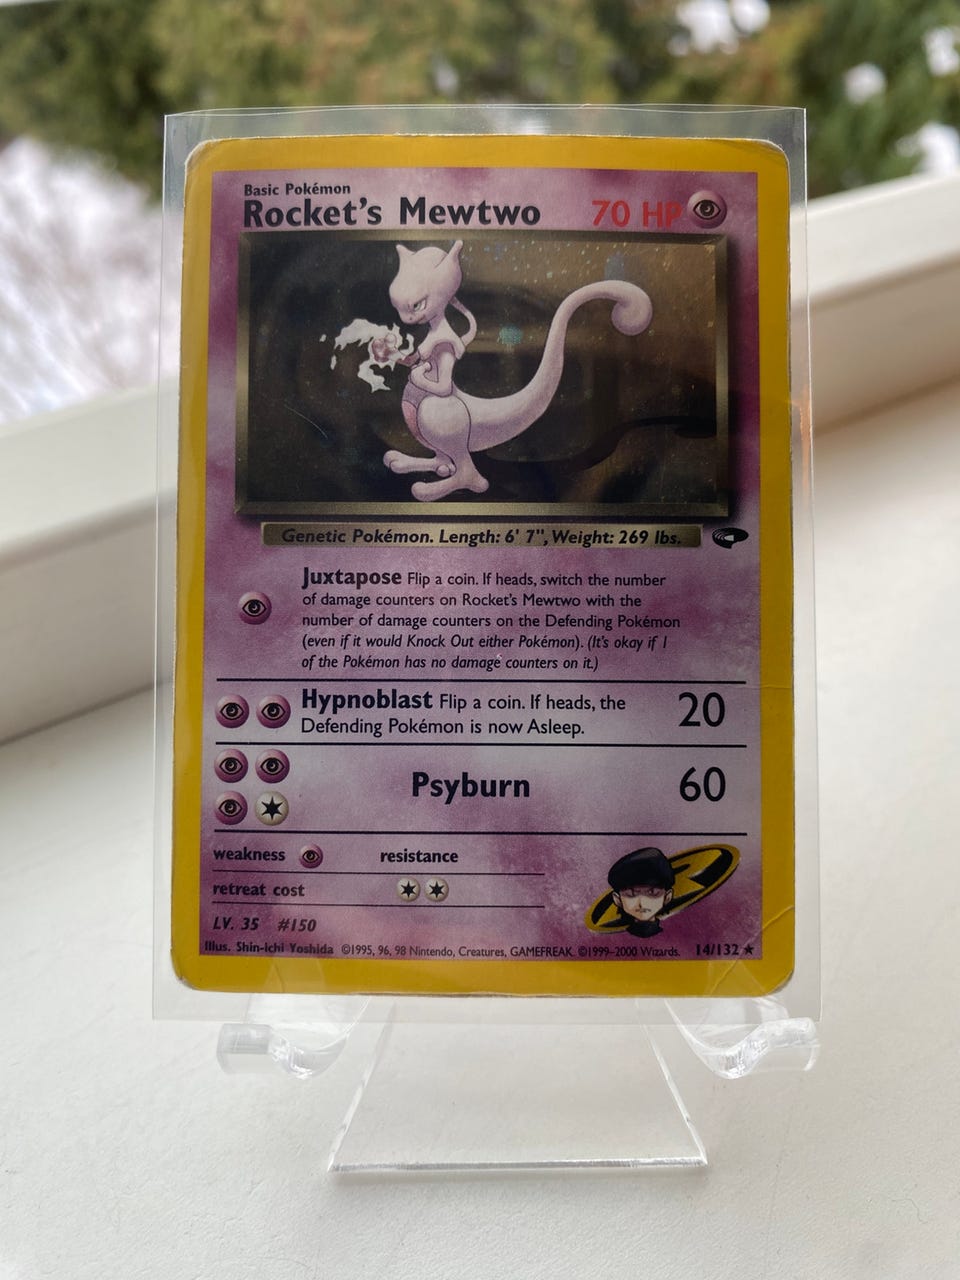 Basic Pokémon
Rocket's Mewtwo 70 HP
Genetic Pokémon. Length: 6' 7", Weight: 269 lbs.
Juxtapose Flip a coin. If heads, switch the number
of damage counters on Rocket's Mewtwo with the
number of damage counters on the Defending Pokémon
(even if it would Knock Out either Pokémon). (It's okay if 1
of the Pokémon has no damage counters on it.)
Hypnoblast Flip a coin. If heads, the 20
Defending Pokémon is now Asleep.
Psyburn 60
weakness resistance
retreat cost
LV. 35 #150
Illus. Shin-ichi Yoshida ©1995, 96, 98 Nintendo, Creatures, GAMEFREAK. ©1999–2000 Wizards. 14/132 ★